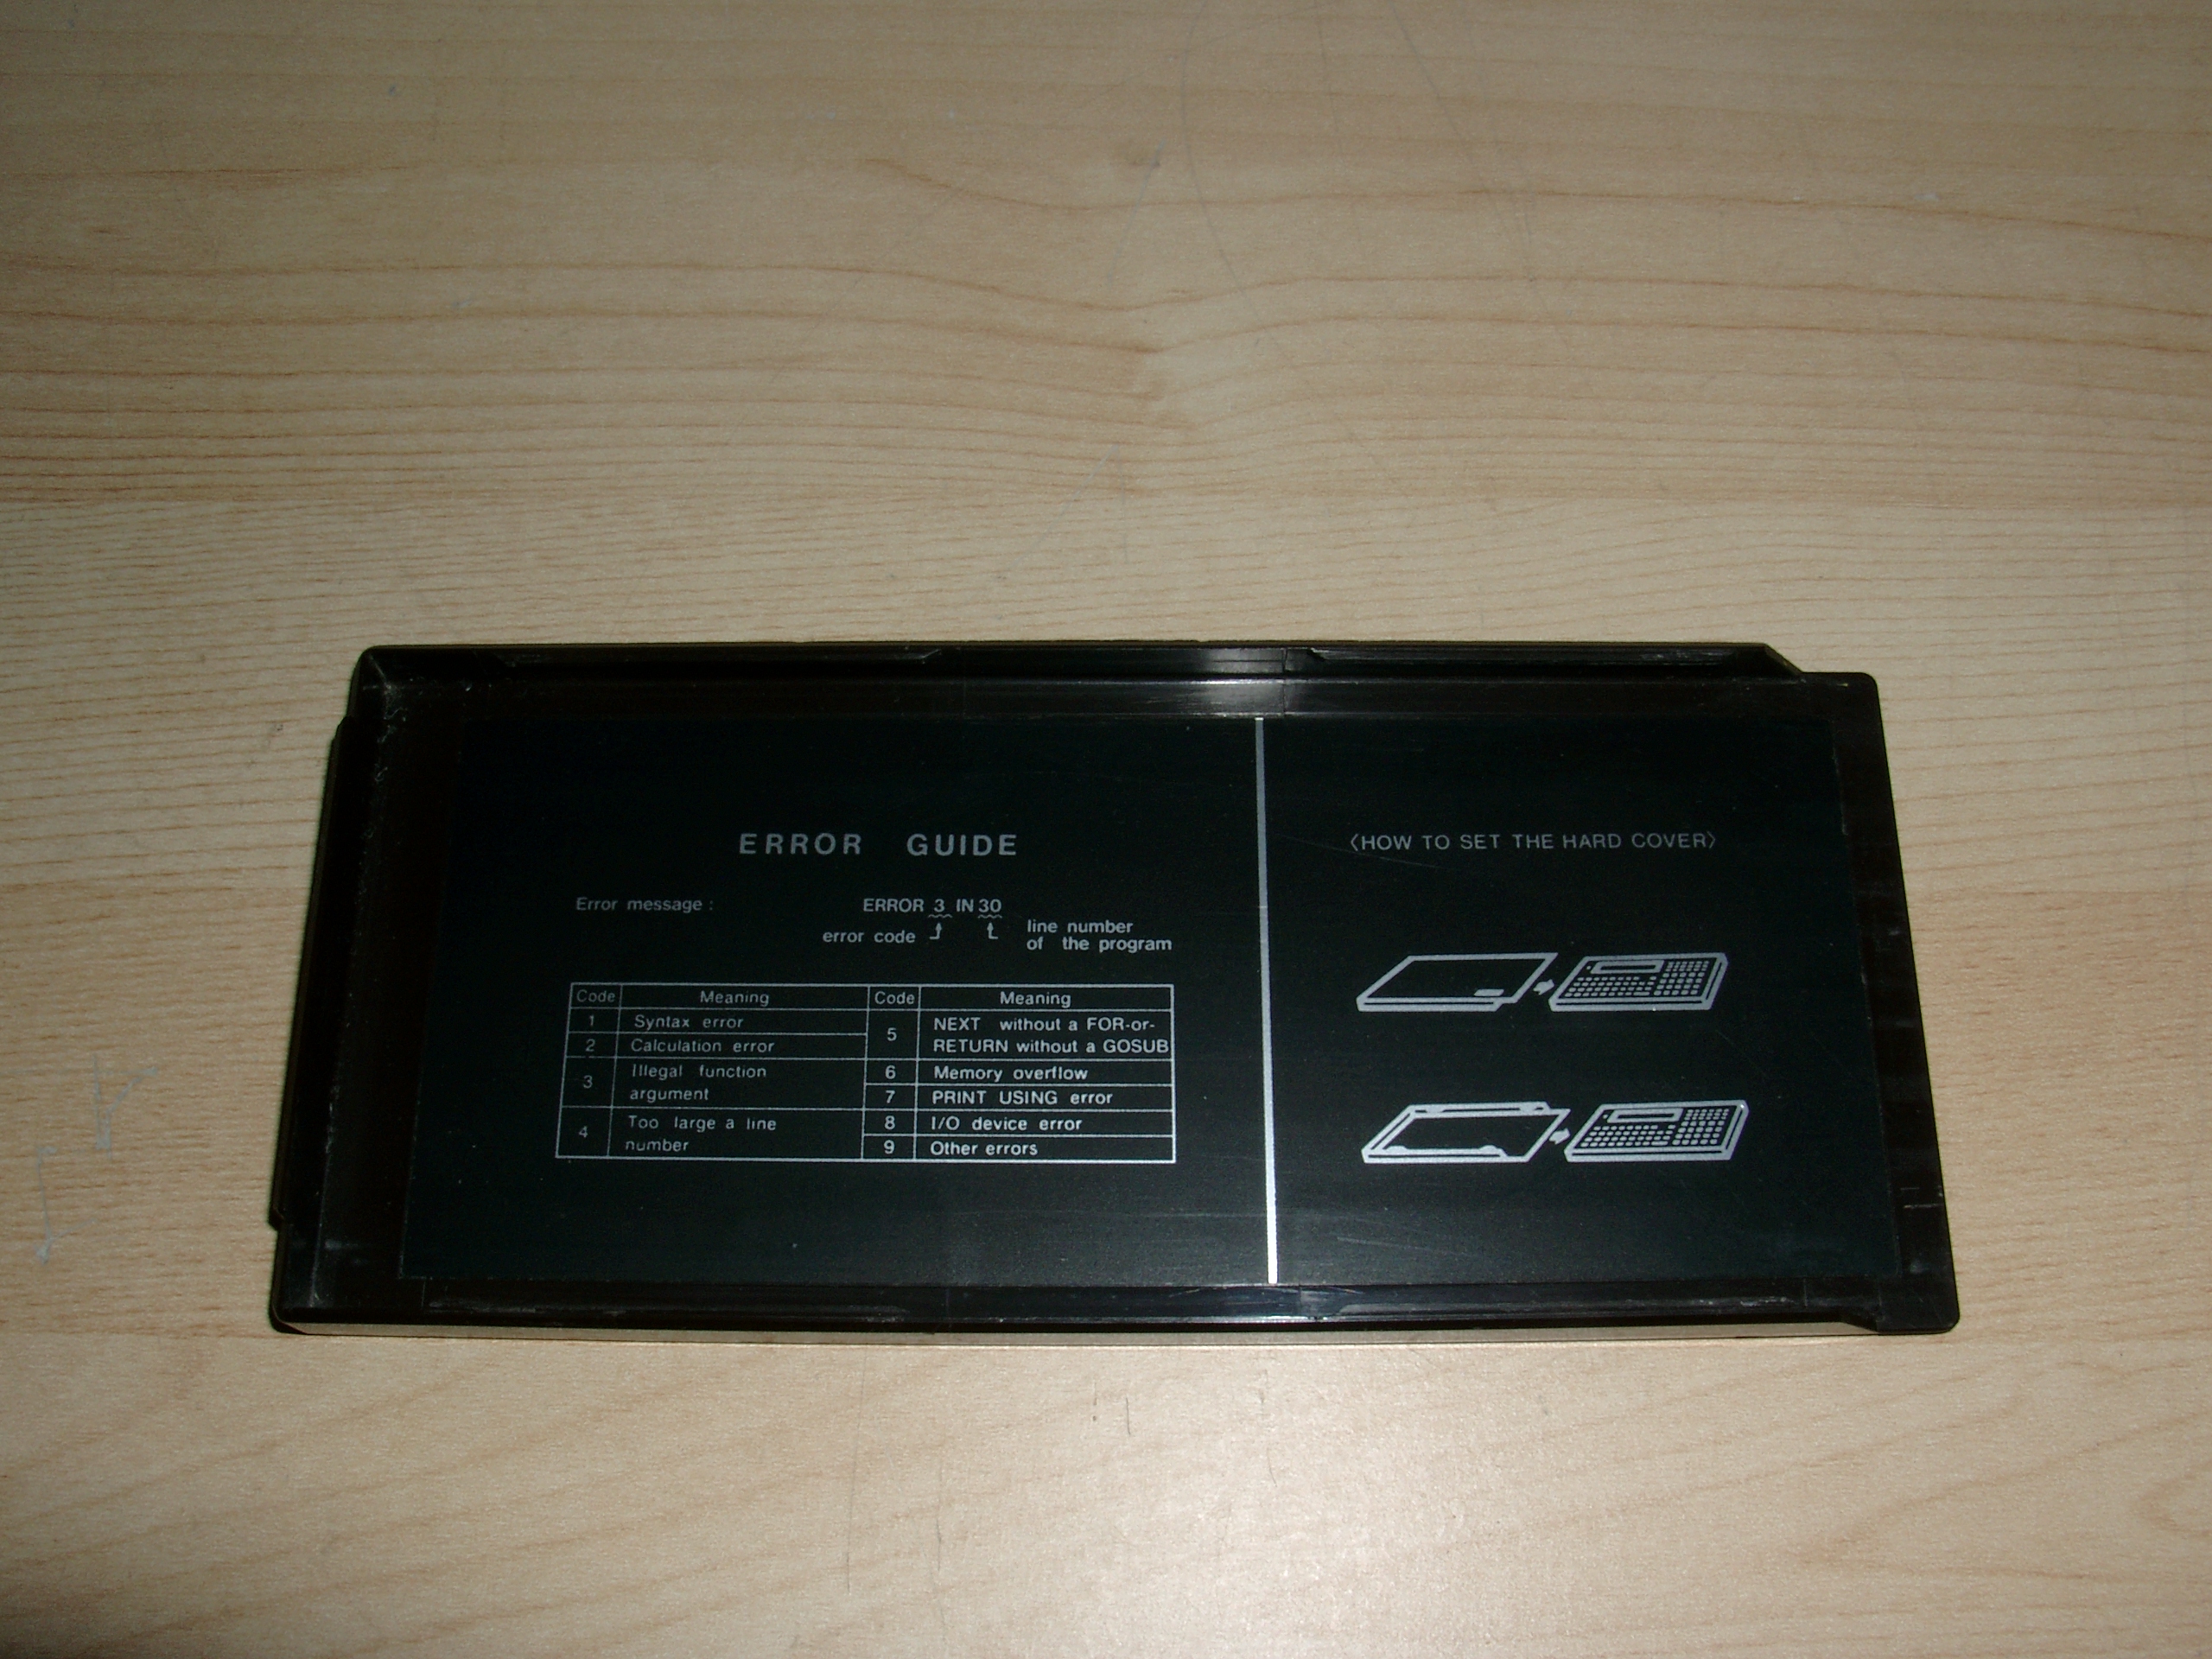 ERROR GUIDE
Error message : ERROR 3 IN 30
error code
line number
of the program
Code Meaning
1 Syntax error
2 Calculation error
3 Illegal function
argument
4 Too large a line
number
Code Meaning
5 NEXT without a FOR-or-
RETURN without a GOSUB
6 Memory overflow
7 PRINT USING error
8 I/O device error
9 Other errors
〈HOW TO SET THE HARD COVER〉